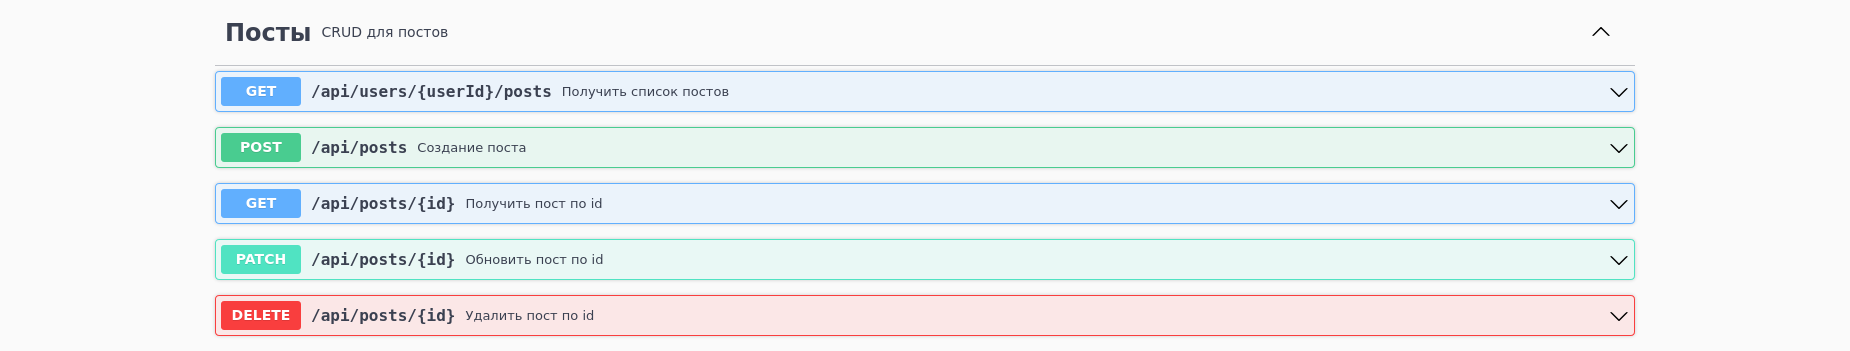 Посты CRUD для постов
GET /api/users/{userId}/posts Получить список постов
POST /api/posts Создание поста
GET /api/posts/{id} Получить пост по id
PATCH /api/posts/{id} Обновить пост по id
DELETE /api/posts/{id} Удалить пост по id